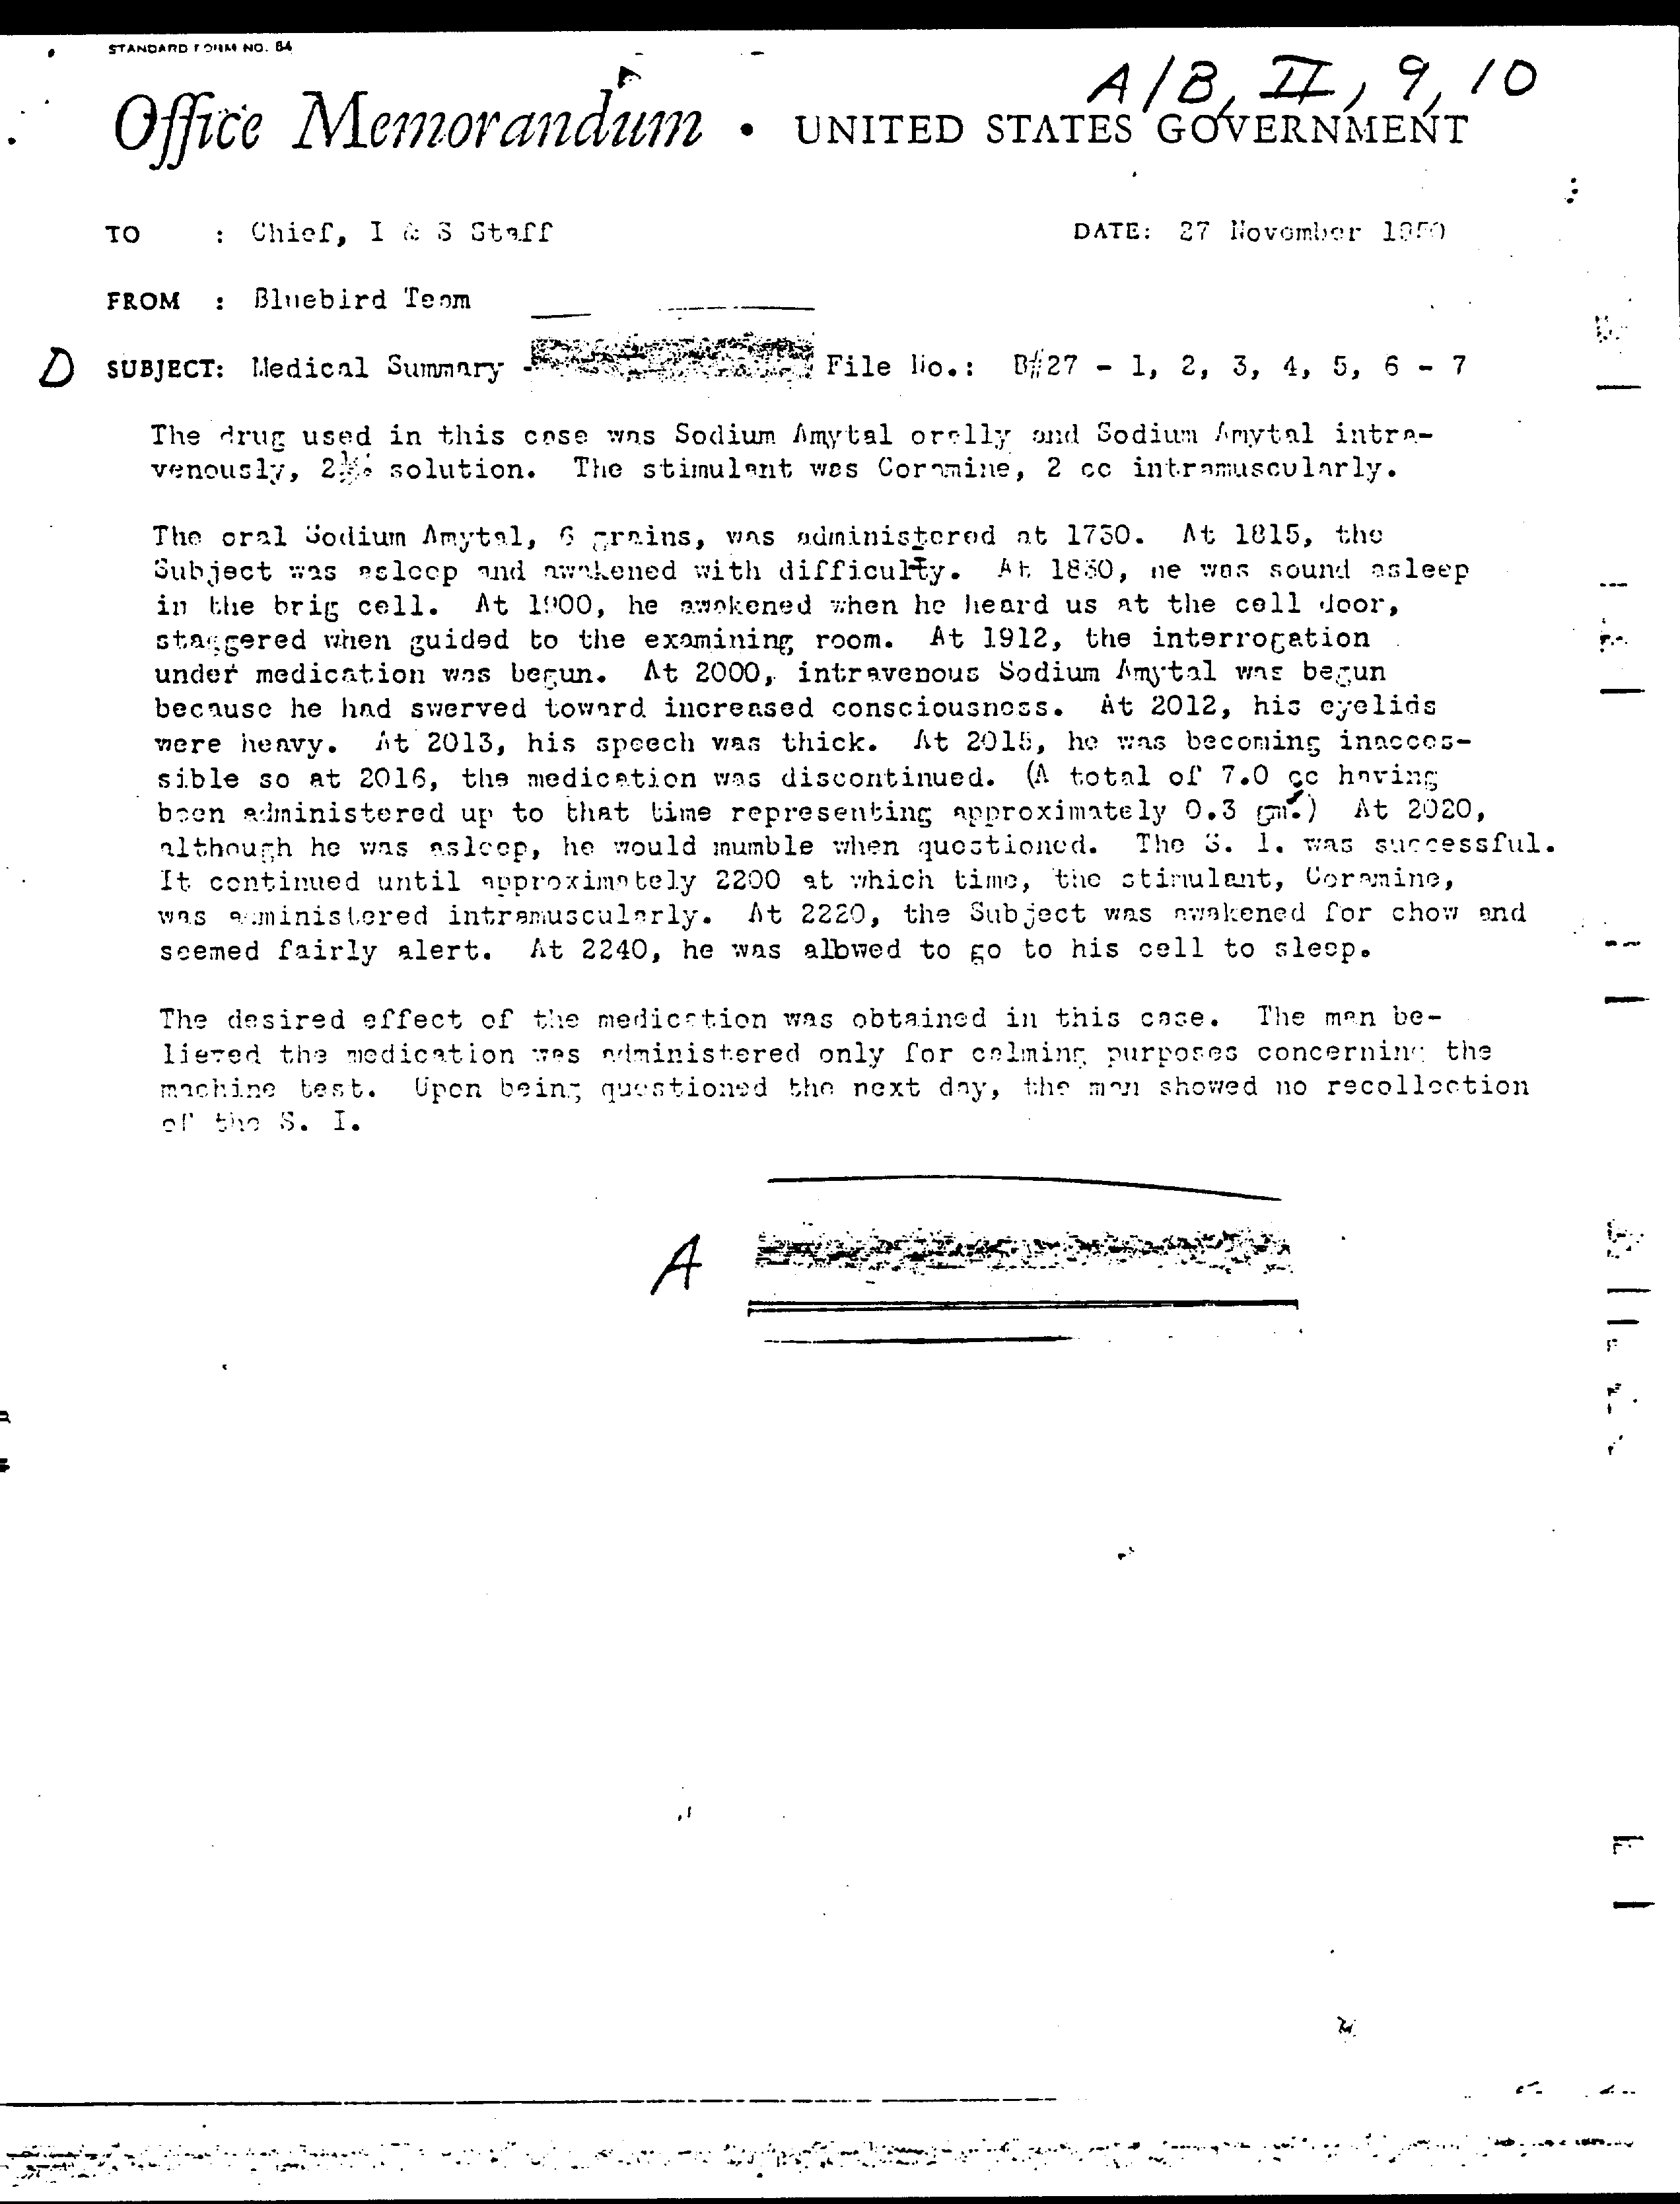 STANDARD FORM NO. 64
A/B, II, 9, 10
Office Memorandum • UNITED STATES GOVERNMENT
TO : Chief, I & S Staff DATE: 27 November 1950
FROM : Bluebird Team
D SUBJECT: Medical Summary - File No.: B#27 - 1, 2, 3, 4, 5, 6 - 7
The drug used in this case was Sodium Amytal orally and Sodium Amytal intra-
venously, 2½% solution. The stimulant was Coramine, 2 cc intramuscularly.
The oral Sodium Amytal, 6 grains, was administered at 1750. At 1815, the
Subject was asleep and awakened with difficulty. At 1830, he was sound asleep
in the brig cell. At 1900, he awakened when he heard us at the cell door,
staggered when guided to the examining room. At 1912, the interrogation
under medication was begun. At 2000, intravenous Sodium Amytal was begun
because he had swerved toward increased consciousness. At 2012, his eyelids
were heavy. At 2013, his speech was thick. At 2015, he was becoming inacces-
sible so at 2016, the medication was discontinued. (A total of 7.0 cc having
been administered up to that time representing approximately 0.3 gm.) At 2020,
although he was asleep, he would mumble when questioned. The S. I. was successful.
It continued until approximately 2200 at which time, the stimulant, Coramine,
was administered intramuscularly. At 2220, the Subject was awakened for chow and
seemed fairly alert. At 2240, he was albwed to go to his cell to sleep.
The desired effect of the medication was obtained in this case. The man be-
lieved the medication was administered only for calming purposes concerning the
machine test. Upon being questioned the next day, the man showed no recollection
of the S. I.
A